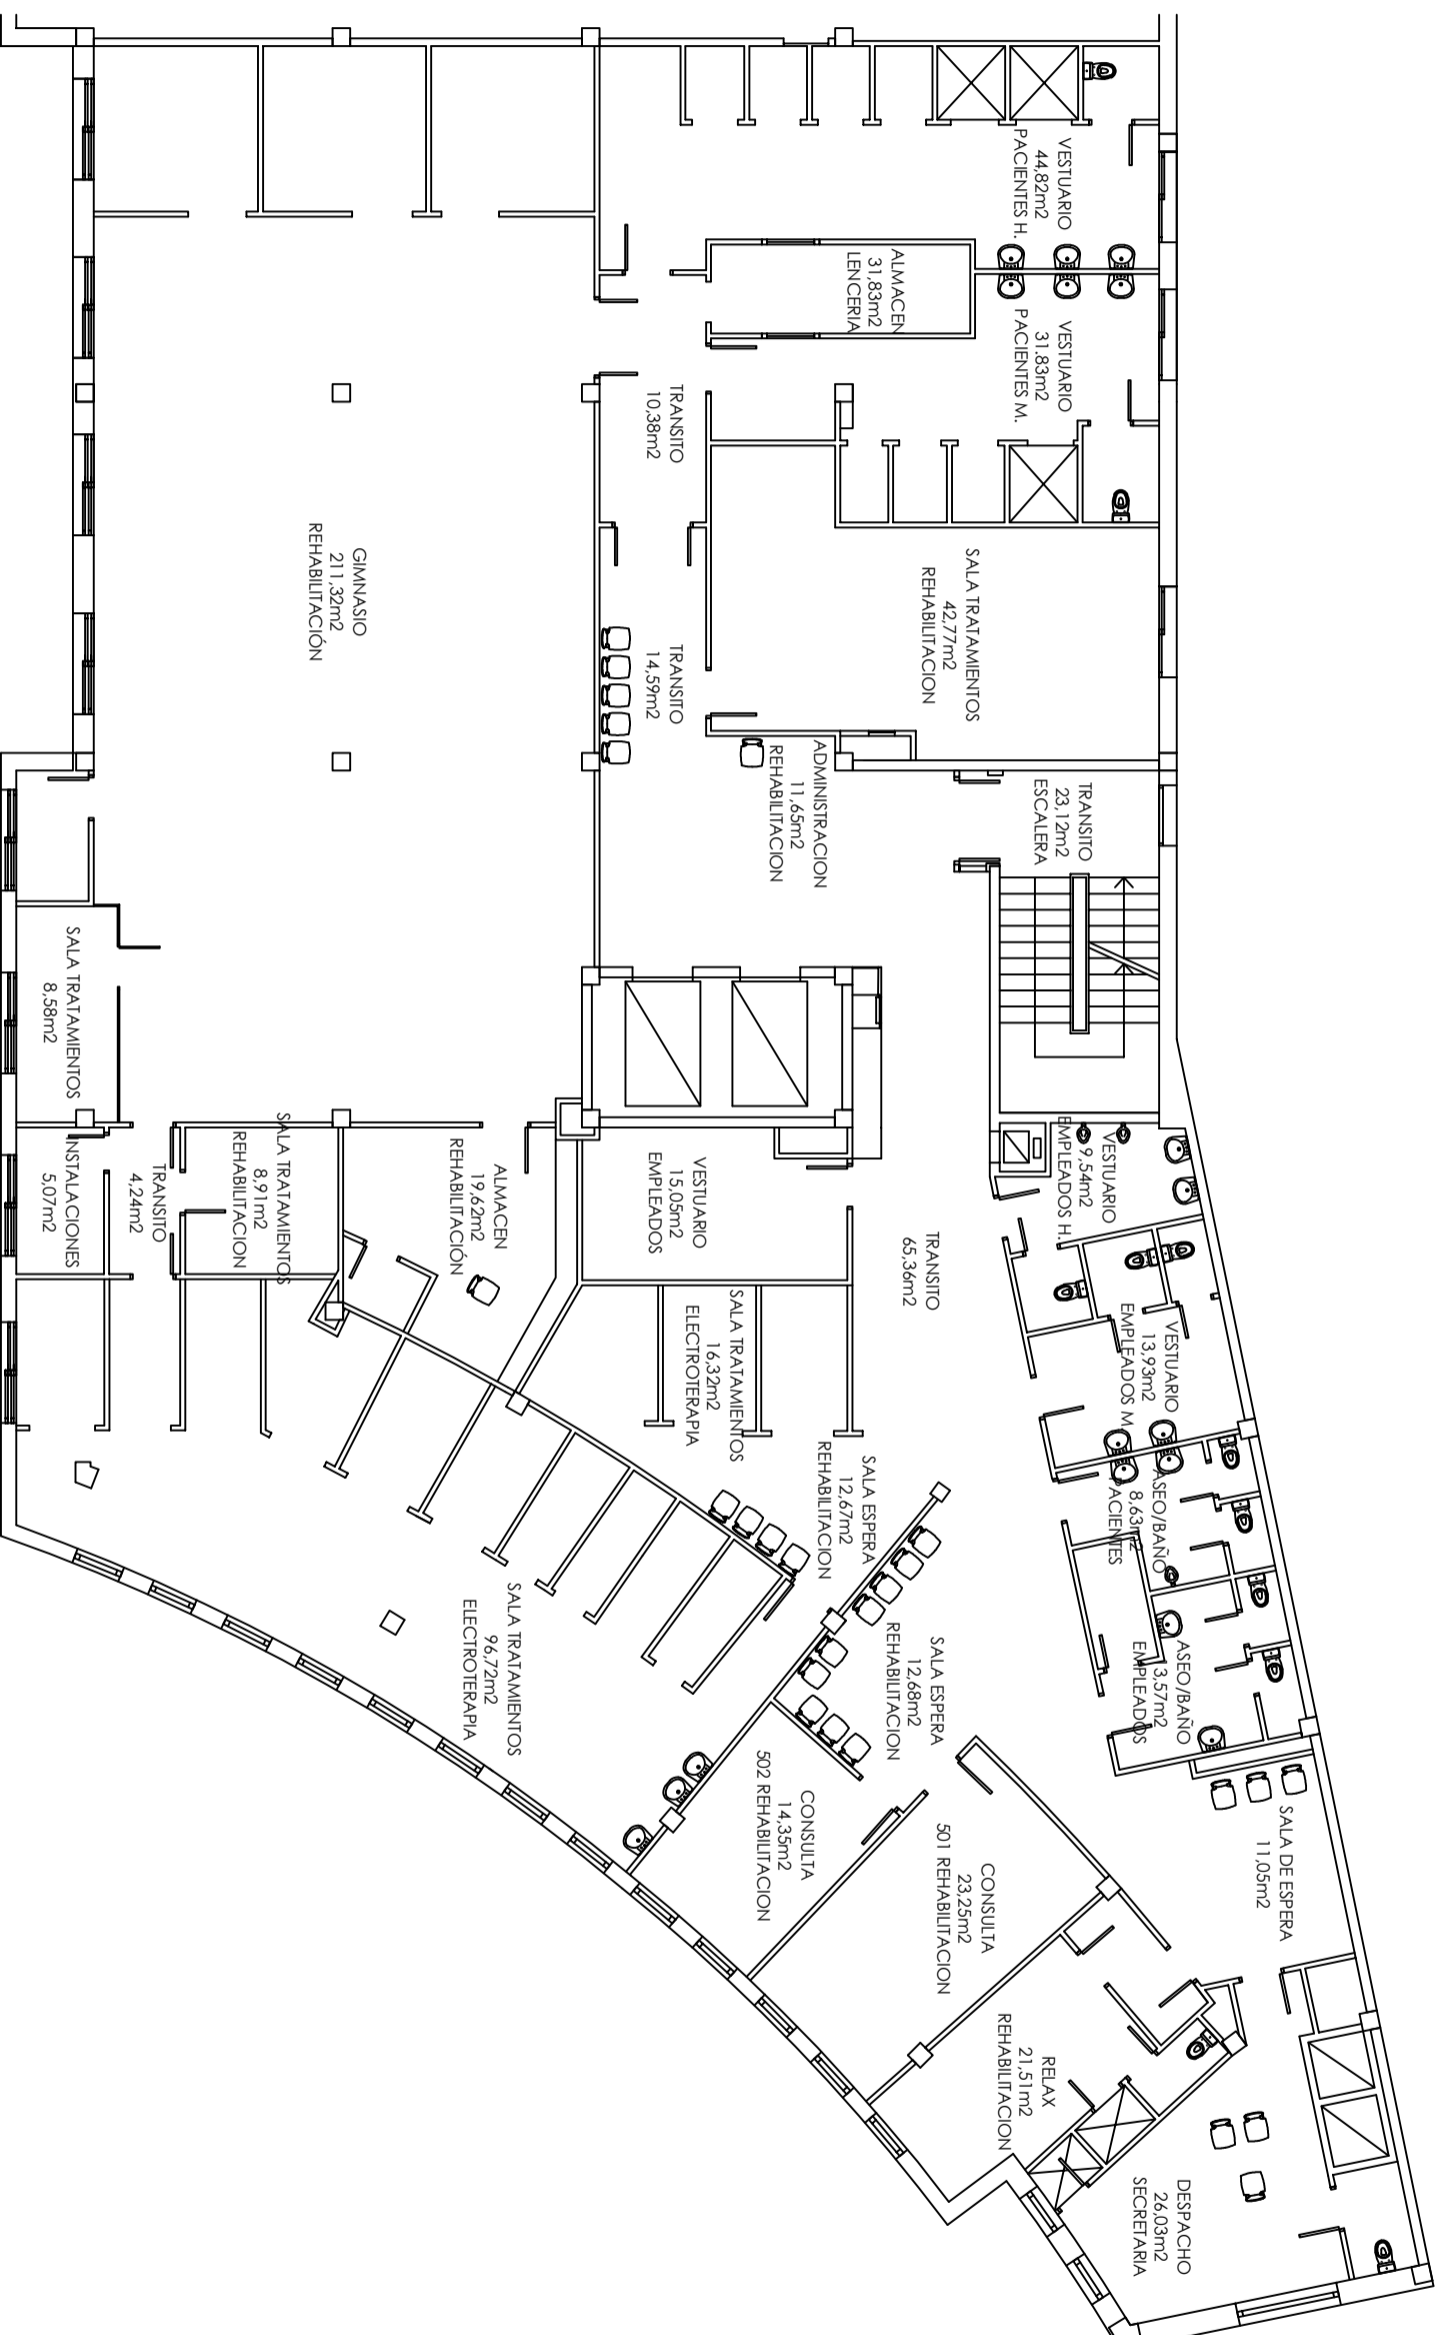 VESTUARIO
44,82m2
PACIENTES H.
VESTUARIO
31.83m2
PACIENTES M.
ALMACEN
31,83m2
LENCERIA
TRANSITO
10,38m2
SALA TRATAMIENTOS
42,77m2
REHABILITACION
GIMNASIO
211,32m2
REHABILITACIÓN
TRANSITO
14,59m2
ADMINISTRACION
11,65m2
REHABILITACION
TRANSITO
23,12m2
ESCALERA
SALA TRATAMIENTOS
8,58m2
INSTALACIONES
5,07m2
TRANSITO
4,24m2
SALA TRATAMIENTOS
8,91m2
REHABILITACION
ALMACEN
19,62m2
REHABILITACIÓN
VESTUARIO
15,05m2
EMPLEADOS
TRANSITO
65,36m2
VESTUARIO
9,54m2
EMPLEADOS H.
VESTUARIO
13,93m2
EMPLEADOS M.
SALA TRATAMIENTOS
16,32m2
ELECTROTERAPIA
SALA ESPERA
12,67m2
REHABILITACION
ASEO/BAÑO
8,63m2
PACIENTES
ASEO/BAÑO
13,57m2
EMPLEADOS
SALA TRATAMIENTOS
96,72m2
ELECTROTERAPIA
SALA ESPERA
12,68m2
REHABILITACION
CONSULTA
14,35m2
502 REHABILITACION
CONSULTA
23,25m2
501 REHABILITACION
SALA DE ESPERA
11,05m2
RELAX
21,51m2
REHABILITACION
DESPACHO
26,03m2
SECRETARIA